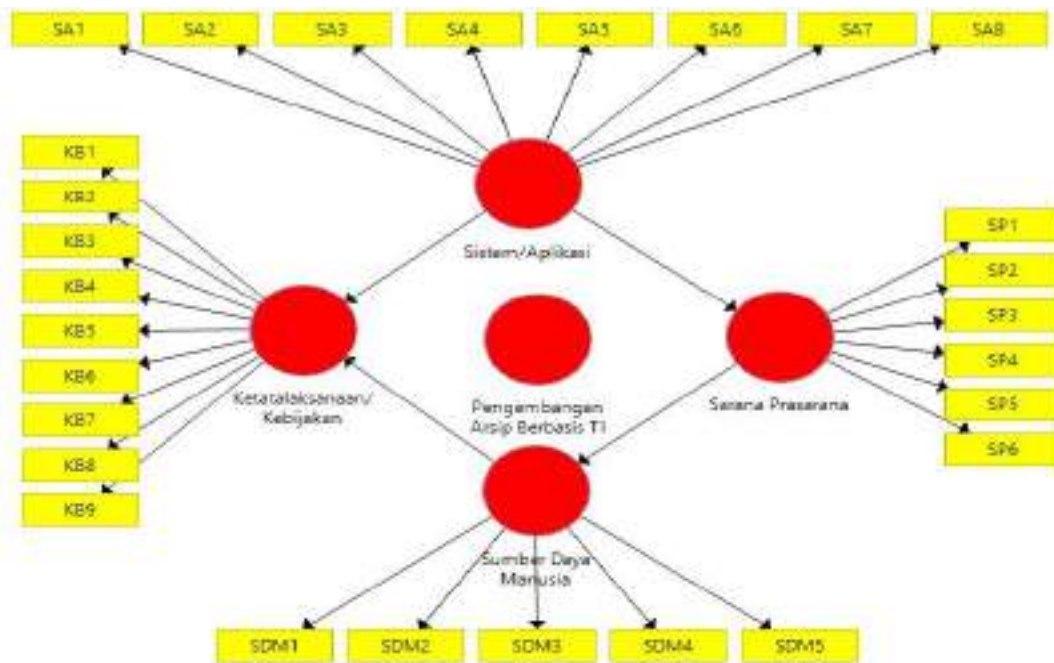 SA1
SA2
SA3
SA4
SA5
SA6
SA7
SA8
KB1
KB2
KB3
KB4
KB5
KB6
KB7
KB8
KB9
Sistem/Aplikasi
SP1
SP2
SP3
SP4
SP5
SP6
Ketatalaksanaan/
Kebijakan
Pengembangan
Arsip Berbasis TI
Sarana Prasarana
Sumber Daya
Manusia
SDM1
SDM2
SDM3
SDM4
SDM5